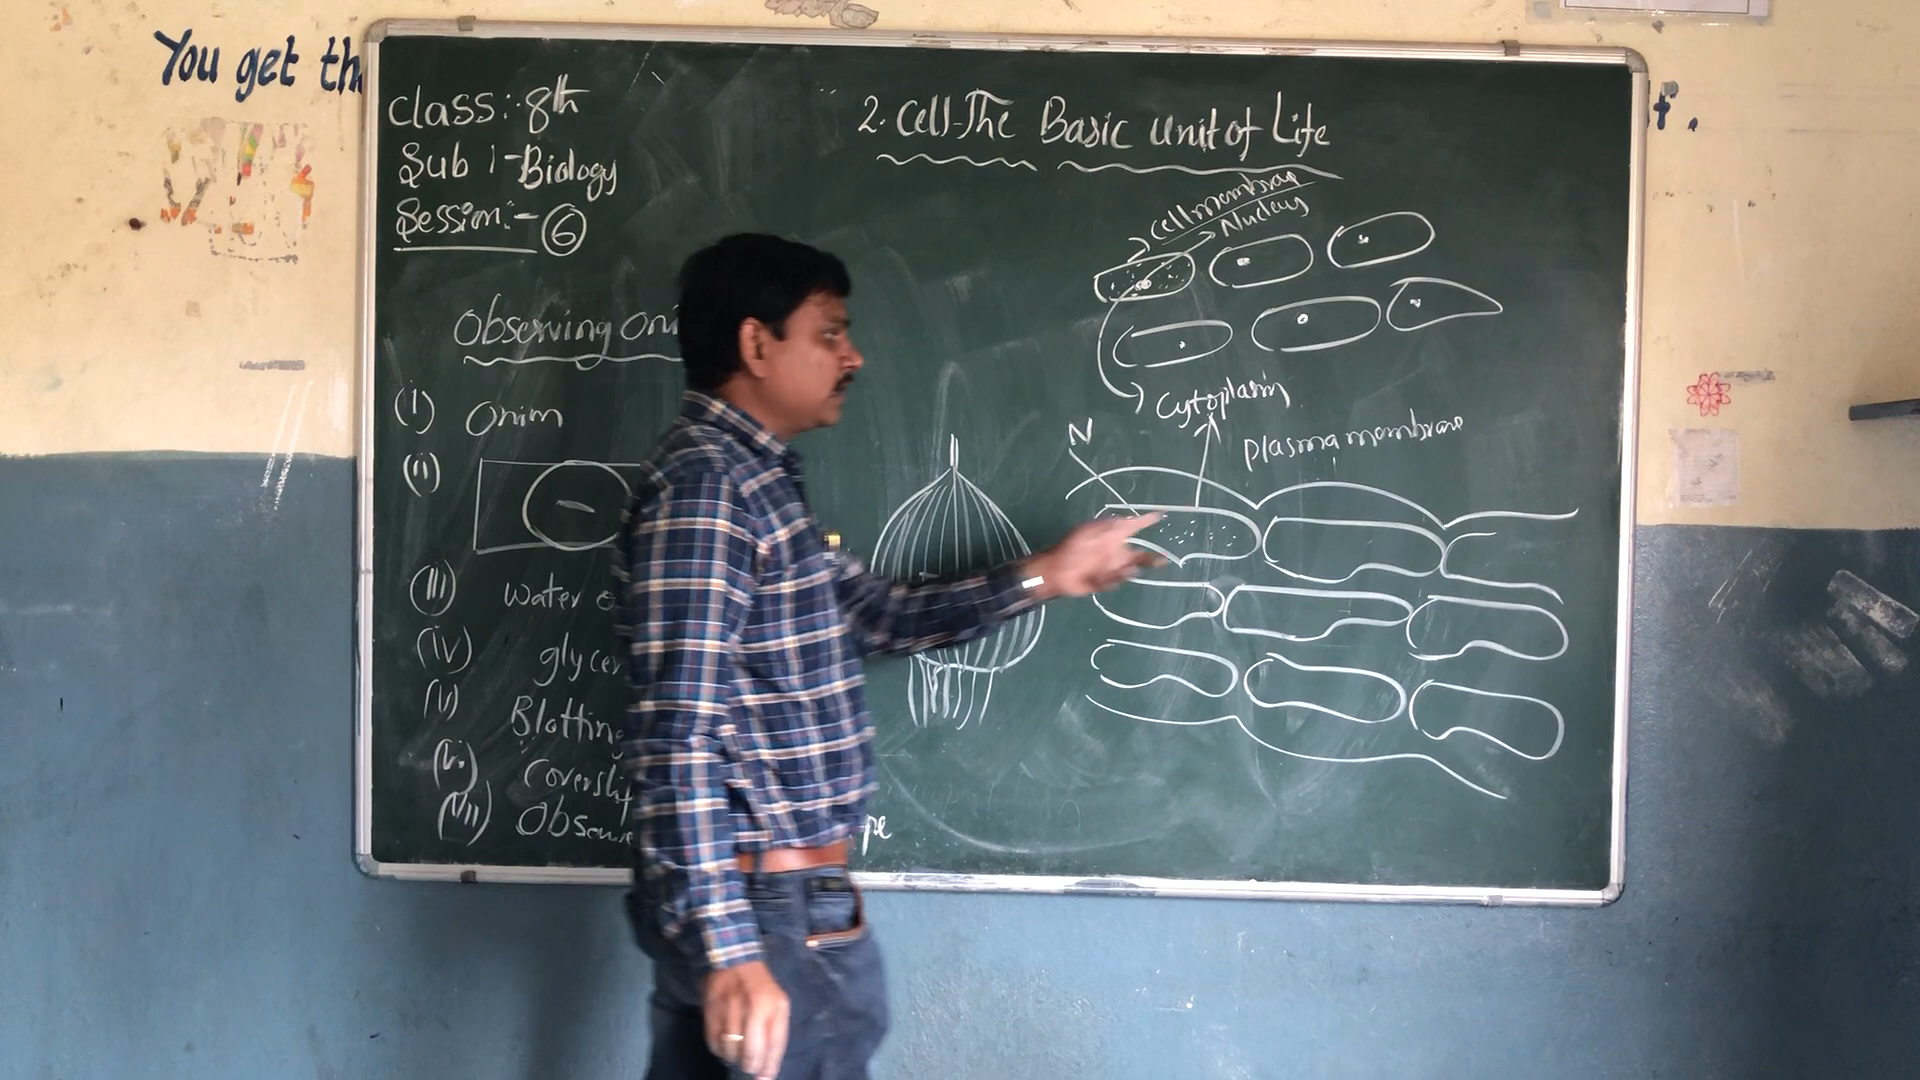 You get th
f.
Class: 8th
Sub :- Biology
Session:- 6
2. Cell-The Basic Unit of Life
Cell membrane
Nucleus
Observing Oni
(i) Onion
(ii)
(iii) Water
(iv) glycer
(v) Blotting
(vi) Coverslip
(vii) Observe pe
Cytoplasm
N
plasma membrane